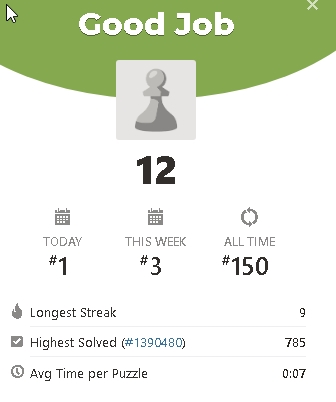 Good Job
12
TODAY THIS WEEK ALL TIME
#1 #3 #150
Longest Streak 9
Highest Solved (#1390480) 785
Avg Time per Puzzle 0:07